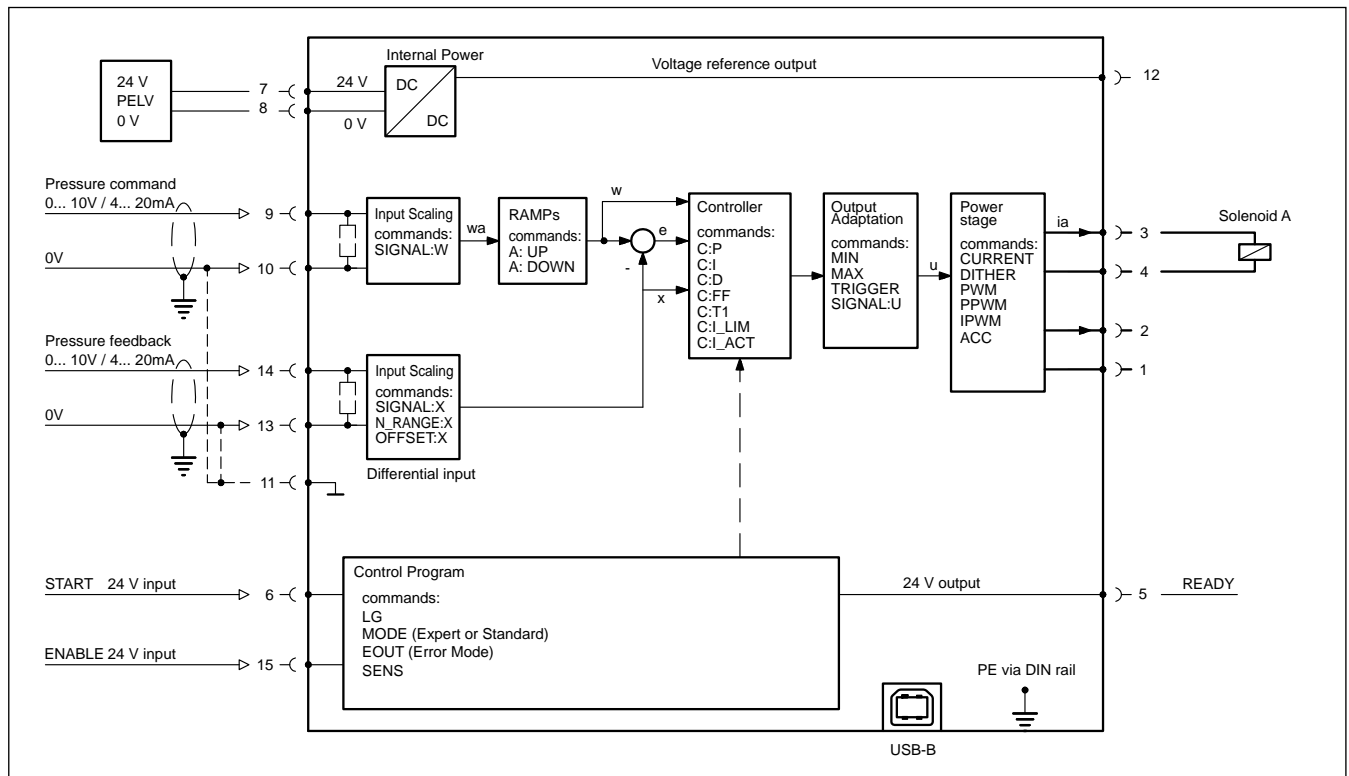 Internal Power
Voltage reference output
24 V
PELV
0 V
7
8
24 V
0 V
DC
DC
12
Pressure command
0... 10V / 4... 20mA
9
0V
10
Input Scaling
commands:
SIGNAL:W
wa
RAMPs
commands:
A: UP
A: DOWN
w
e
-
x
Controller
commands:
C:P
C:I
C:D
C:FF
C:T1
C:I_LIM
C:I_ACT
Output
Adaptation
commands:
MIN
MAX
TRIGGER
SIGNAL:U
u
Power
stage
commands:
CURRENT
DITHER
PWM
PPWM
IPWM
ACC
ia
3
4
2
1
Solenoid A
Pressure feedback
0... 10V / 4... 20mA
14
0V
13
11
Input Scaling
commands:
SIGNAL:X
N_RANGE:X
OFFSET:X
Differential input
START 24 V input
6
ENABLE 24 V input
15
Control Program
commands:
LG
MODE (Expert or Standard)
EOUT (Error Mode)
SENS
24 V output
5
READY
PE via DIN rail
USB-B